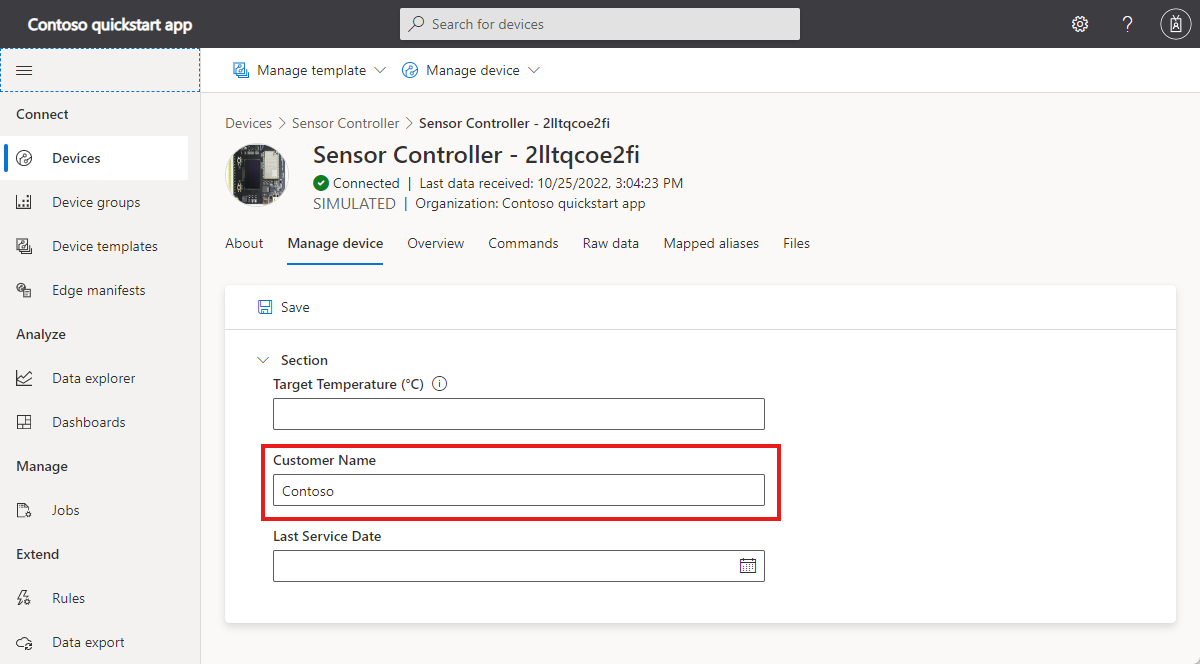 Contoso quickstart app
Search for devices
?
Manage template
Manage device
Connect
Devices
Device groups
Device templates
Edge manifests
Analyze
Data explorer
Dashboards
Manage
Jobs
Extend
Rules
Data export
Devices > Sensor Controller > Sensor Controller - 2lltqcoe2fi
Sensor Controller - 2lltqcoe2fi
Connected | Last data received: 10/25/2022, 3:04:23 PM
SIMULATED | Organization: Contoso quickstart app
About Manage device Overview Commands Raw data Mapped aliases Files
Save
Section
Target Temperature (°C)
Customer Name
Contoso
Last Service Date